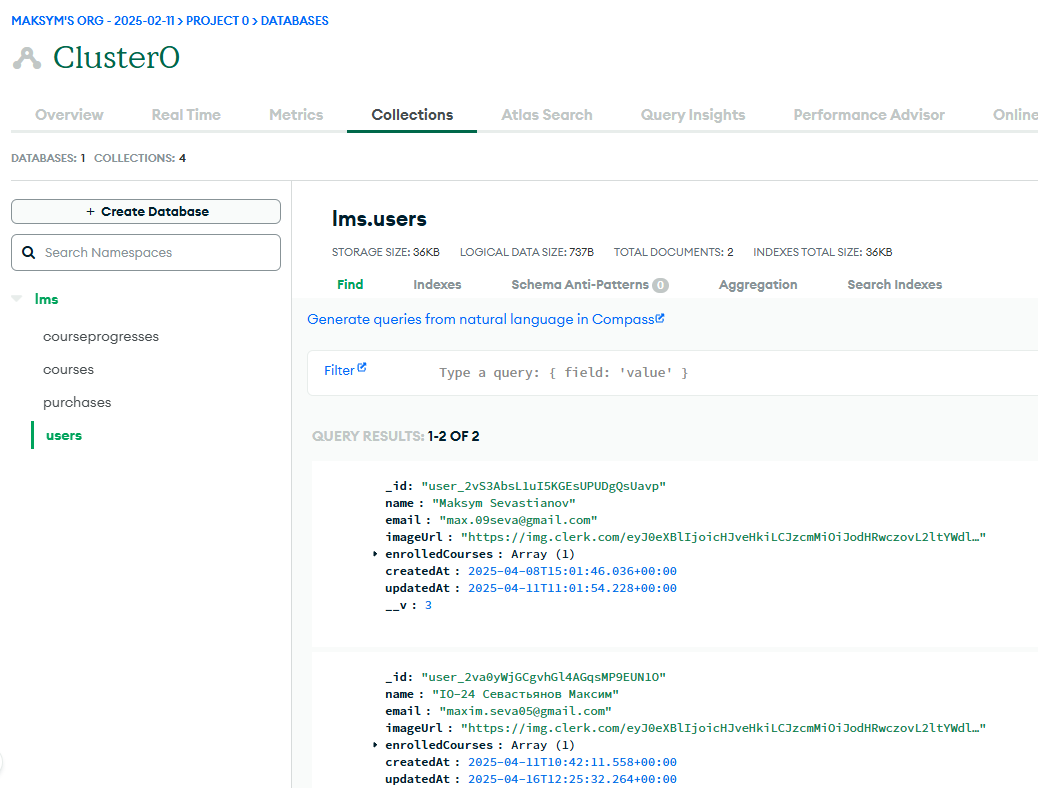 MAKSYM'S ORG - 2025-02-11 > PROJECT 0 > DATABASES
Cluster0
Overview Real Time Metrics Collections Atlas Search Query Insights Performance Advisor Online
DATABASES: 1 COLLECTIONS: 4
+ Create Database
Search Namespaces
lms
courseprogresses
courses
purchases
users
lms.users
STORAGE SIZE: 36KB LOGICAL DATA SIZE: 737B TOTAL DOCUMENTS: 2 INDEXES TOTAL SIZE: 36KB
Find Indexes Schema Anti-Patterns 0 Aggregation Search Indexes
Generate queries from natural language in Compass
Filter Type a query: { field: 'value' }
QUERY RESULTS: 1-2 OF 2
_id: "user_2vS3AbsL1uI5KGEsUPUDgQsUavp"
name : "Maksym Sevastianov"
email : "max.09seva@gmail.com"
imageUrl : "https://img.clerk.com/eyJ0eXBlIjoicHJveHkiLCJzcmMiOiJodHRwczovL2ltYWdl…"
enrolledCourses : Array (1)
createdAt : 2025-04-08T15:01:46.036+00:00
updatedAt : 2025-04-11T11:01:54.228+00:00
__v : 3
_id: "user_2va0yWjGCgvhGl4AGqsMP9EUN1O"
name : "ІО-24 Севастьянов Максим"
email : "maxim.seva05@gmail.com"
imageUrl : "https://img.clerk.com/eyJ0eXBlIjoicHJveHkiLCJzcmMiOiJodHRwczovL2ltYWdl…"
enrolledCourses : Array (1)
createdAt : 2025-04-11T10:42:11.558+00:00
updatedAt : 2025-04-16T12:25:32.264+00:00